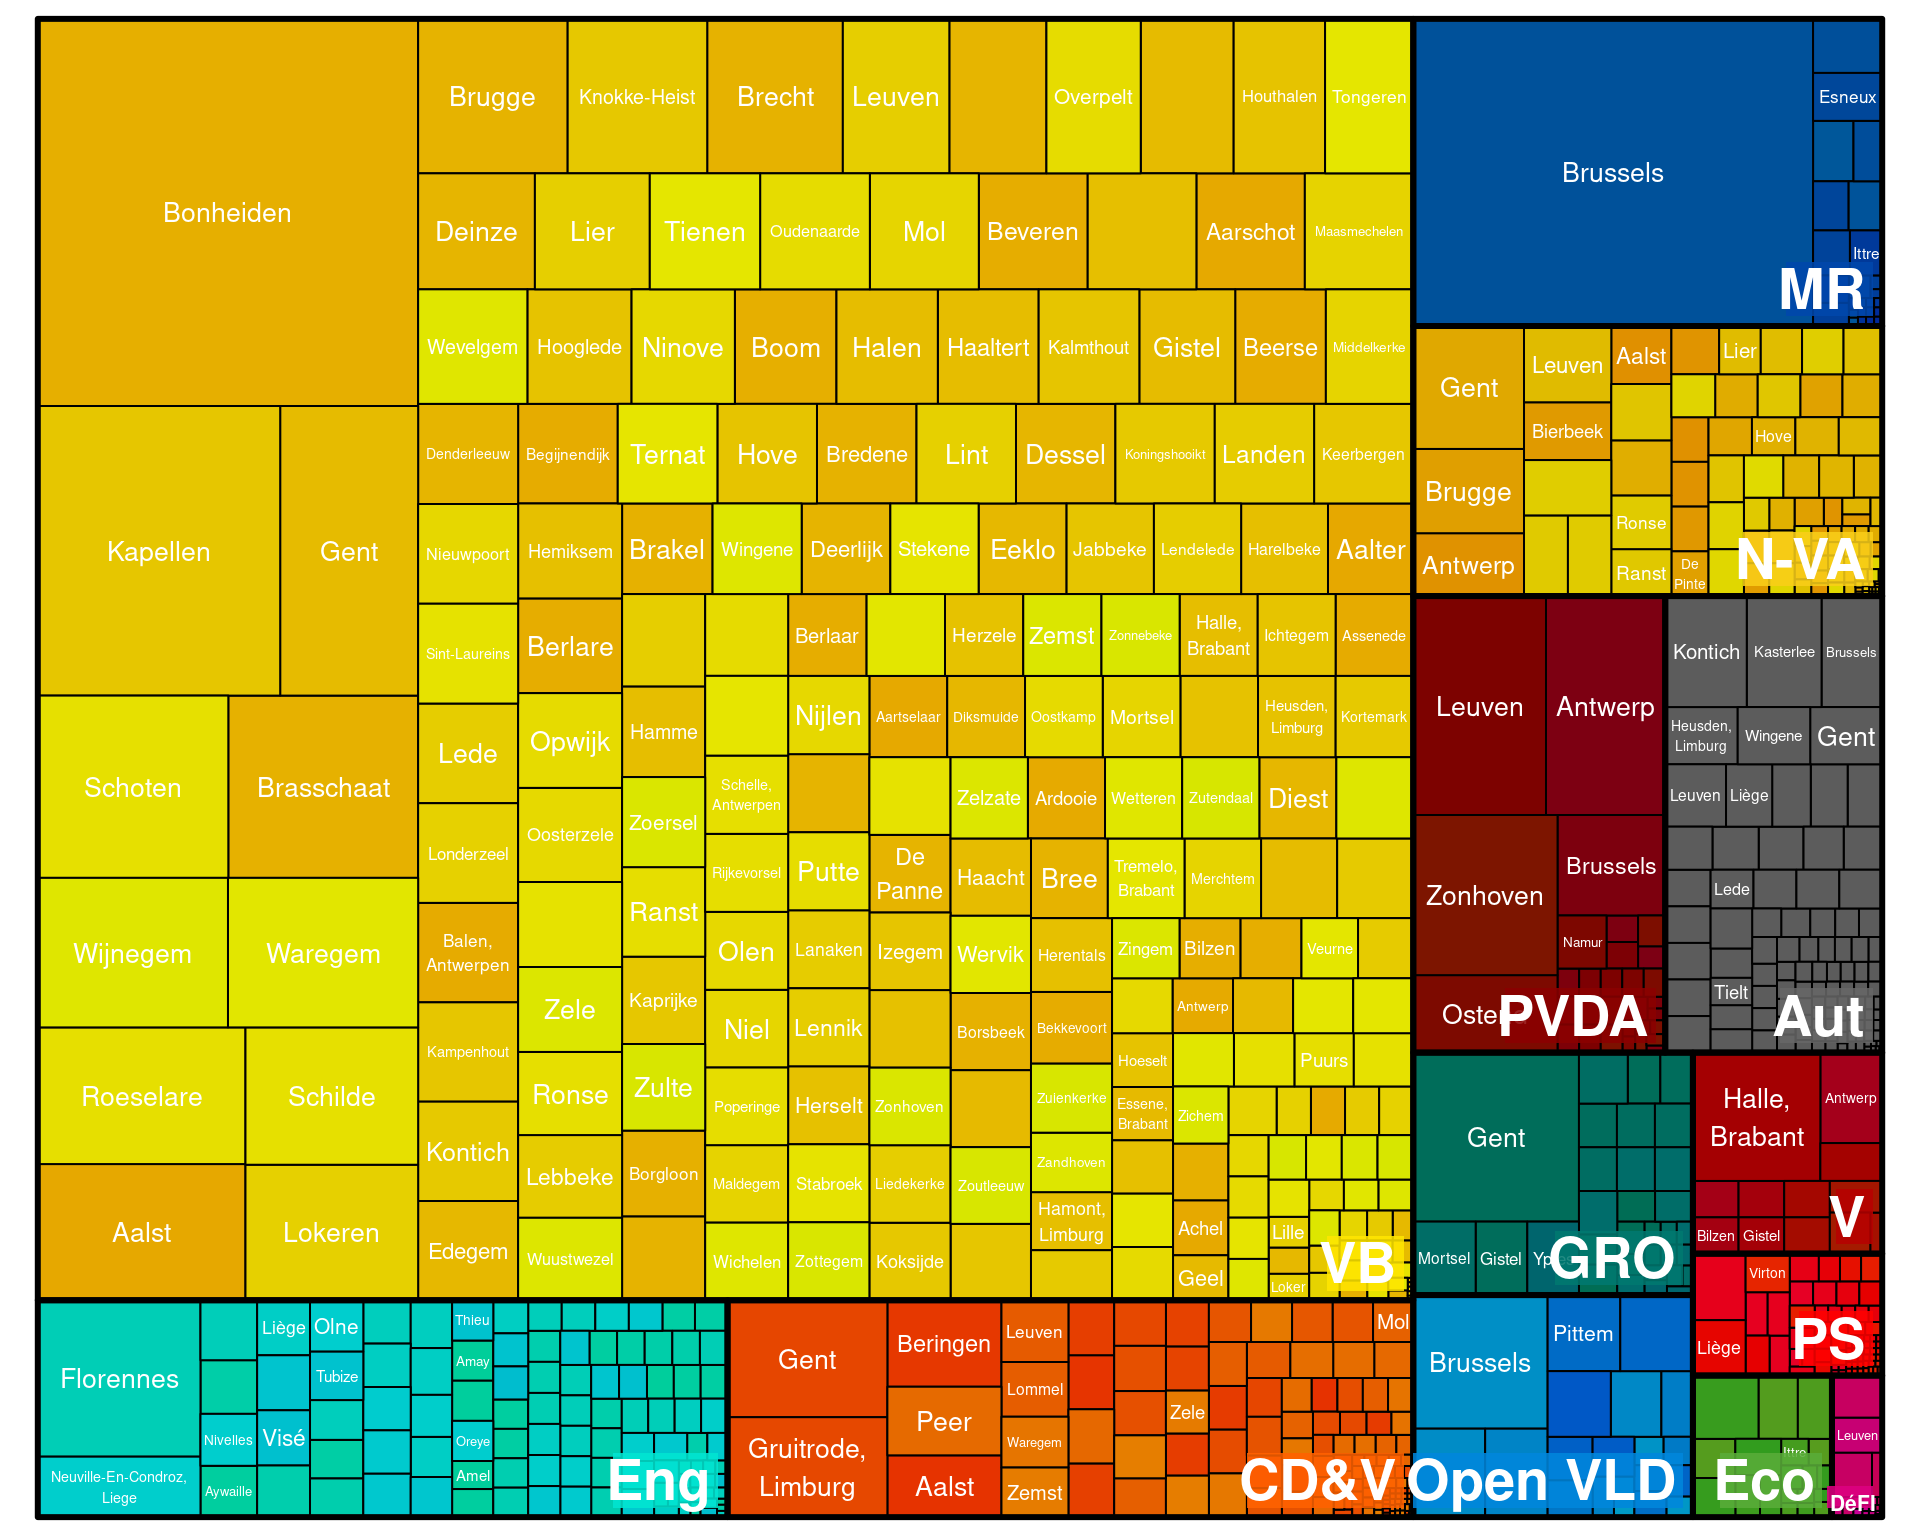 Bonheiden
Brugge
Knokke-Heist
Brecht
Leuven
Overpelt
Houthalen
Tongeren
Deinze
Lier
Tienen
Oudenaarde
Mol
Beveren
Aarschot
Maasmechelen
Wevelgem
Hooglede
Ninove
Boom
Halen
Haaltert
Kalmthout
Gistel
Beerse
Middelkerke
Kapellen
Gent
Denderleeuw
Begijnendijk
Ternat
Hove
Bredene
Lint
Dessel
Koningshooikt
Landen
Keerbergen
Nieuwpoort
Hemiksem
Brakel
Wingene
Deerlijk
Stekene
Eeklo
Jabbeke
Lendelede
Harelbeke
Aalter
Sint-Laureins
Berlare
Berlaar
Herzele
Zemst
Zonnebeke
Halle,
Brabant
Ichtegem
Assenede
Schoten
Brasschaat
Lede
Opwijk
Hamme
Nijlen
Aartselaar
Diksmuide
Oostkamp
Mortsel
Heusden,
Limburg
Kortemark
Londerzeel
Oosterzele
Zoersel
Schelle,
Antwerpen
Zelzate
Ardooie
Wetteren
Zutendaal
Diest
Rijkevorsel
Putte
De
Panne
Haacht
Bree
Tremelo,
Brabant
Merchtem
Wijnegem
Waregem
Balen,
Antwerpen
Ranst
Olen
Lanaken
Izegem
Wervik
Herentals
Zingem
Bilzen
Veurne
Zele
Kaprijke
Niel
Lennik
Borsbeek
Bekkevoort
Antwerp
Kampenhout
Hoeselt
Puurs
Roeselare
Schilde
Ronse
Zulte
Poperinge
Herselt
Zonhoven
Zuienkerke
Essene,
Brabant
Zichem
Kontich
Lebbeke
Borgloon
Maldegem
Stabroek
Liedekerke
Zoutleeuw
Zandhoven
Aalst
Lokeren
Edegem
Wuustwezel
Wichelen
Zottegem
Koksijde
Hamont,
Limburg
Achel
Lille
Geel
Loker
VB
Brussels
Esneux
Ittre
MR
Gent
Leuven
Aalst
Lier
Bierbeek
Hove
Brugge
Ronse
Antwerp
Ranst
De
Pinte
N-VA
Leuven
Antwerp
Zonhoven
Brussels
Namur
PVDA
Kontich
Kasterlee
Brussels
Heusden,
Limburg
Wingene
Gent
Leuven
Liège
Lede
Tielt
Aut
Gent
Mortsel
Gistel
GRO
Halle,
Brabant
Antwerp
Bilzen
Gistel
V
Virton
Liège
PS
Florennes
Liège
Olne
Thieu
Amay
Tubize
Nivelles
Visé
Oreye
Neuville-En-Condroz,
Liege
Aywaille
Amel
Eng
Gent
Beringen
Leuven
Mol
Lommel
Peer
Zele
Gruitrode,
Limburg
Waregem
Aalst
Zemst
CD&V
Brussels
Pittem
Open VLD
Ittre
Eco
Leuven
DéFI